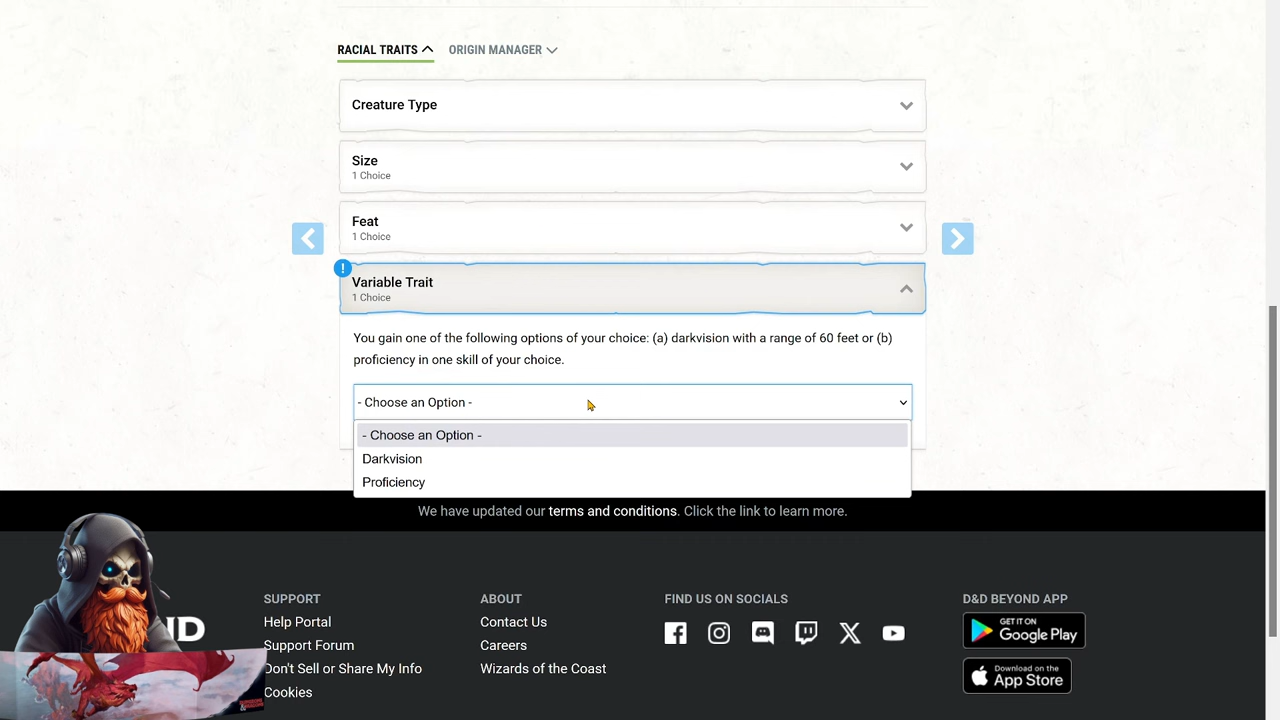 RACIAL TRAITS ORIGIN MANAGER
Creature Type
Size
1 Choice
Feat
1 Choice
!
Variable Trait
1 Choice
You gain one of the following options of your choice: (a) darkvision with a range of 60 feet or (b)
proficiency in one skill of your choice.
- Choose an Option -
- Choose an Option -
Darkvision
Proficiency
We have updated our terms and conditions. Click the link to learn more.
SUPPORT
Help Portal
Support Forum
Don't Sell or Share My Info
Cookies
ABOUT
Contact Us
Careers
Wizards of the Coast
FIND US ON SOCIALS
D&D BEYOND APP
GET IT ON
Google Play
Download on the
App Store